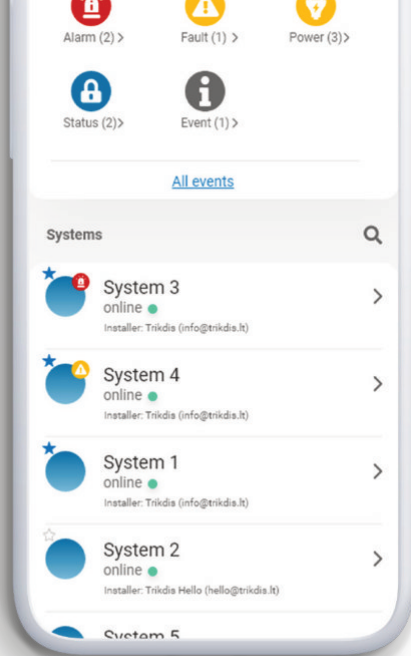 Alarm (2) >
Fault (1) >
Power (3)>
Status (2)>
Event (1) >
All events
Systems
System 3
online
Installer: Trikdis (info@trikdis.lt)
System 4
online
Installer: Trikdis (info@trikdis.lt)
System 1
online
Installer: Trikdis (info@trikdis.lt)
System 2
online
Installer: Trikdis Hello (hello@trikdis.lt)
System 5